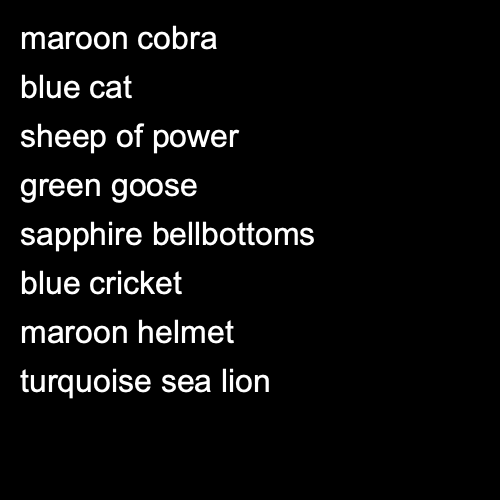 maroon cobra
blue cat
sheep of power
green goose
sapphire bellbottoms
blue cricket
maroon helmet
turquoise sea lion